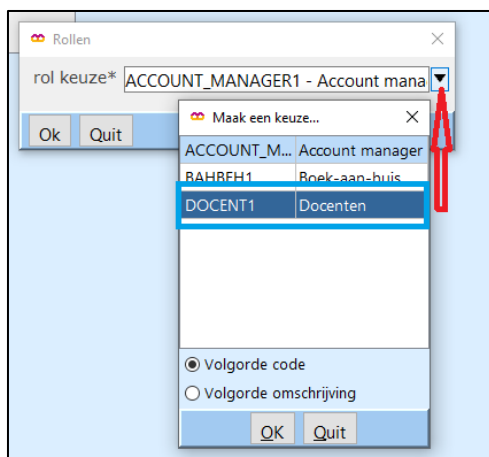 Rollen
rol keuze* ACCOUNT_MANAGER1 - Account mana
Ok Quit
Maak een keuze...
ACCOUNT_M... Account manager
BAHBEH1 Boek-aan-huis
DOCENT1 Docenten
Volgorde code
Volgorde omschrijving
OK Quit